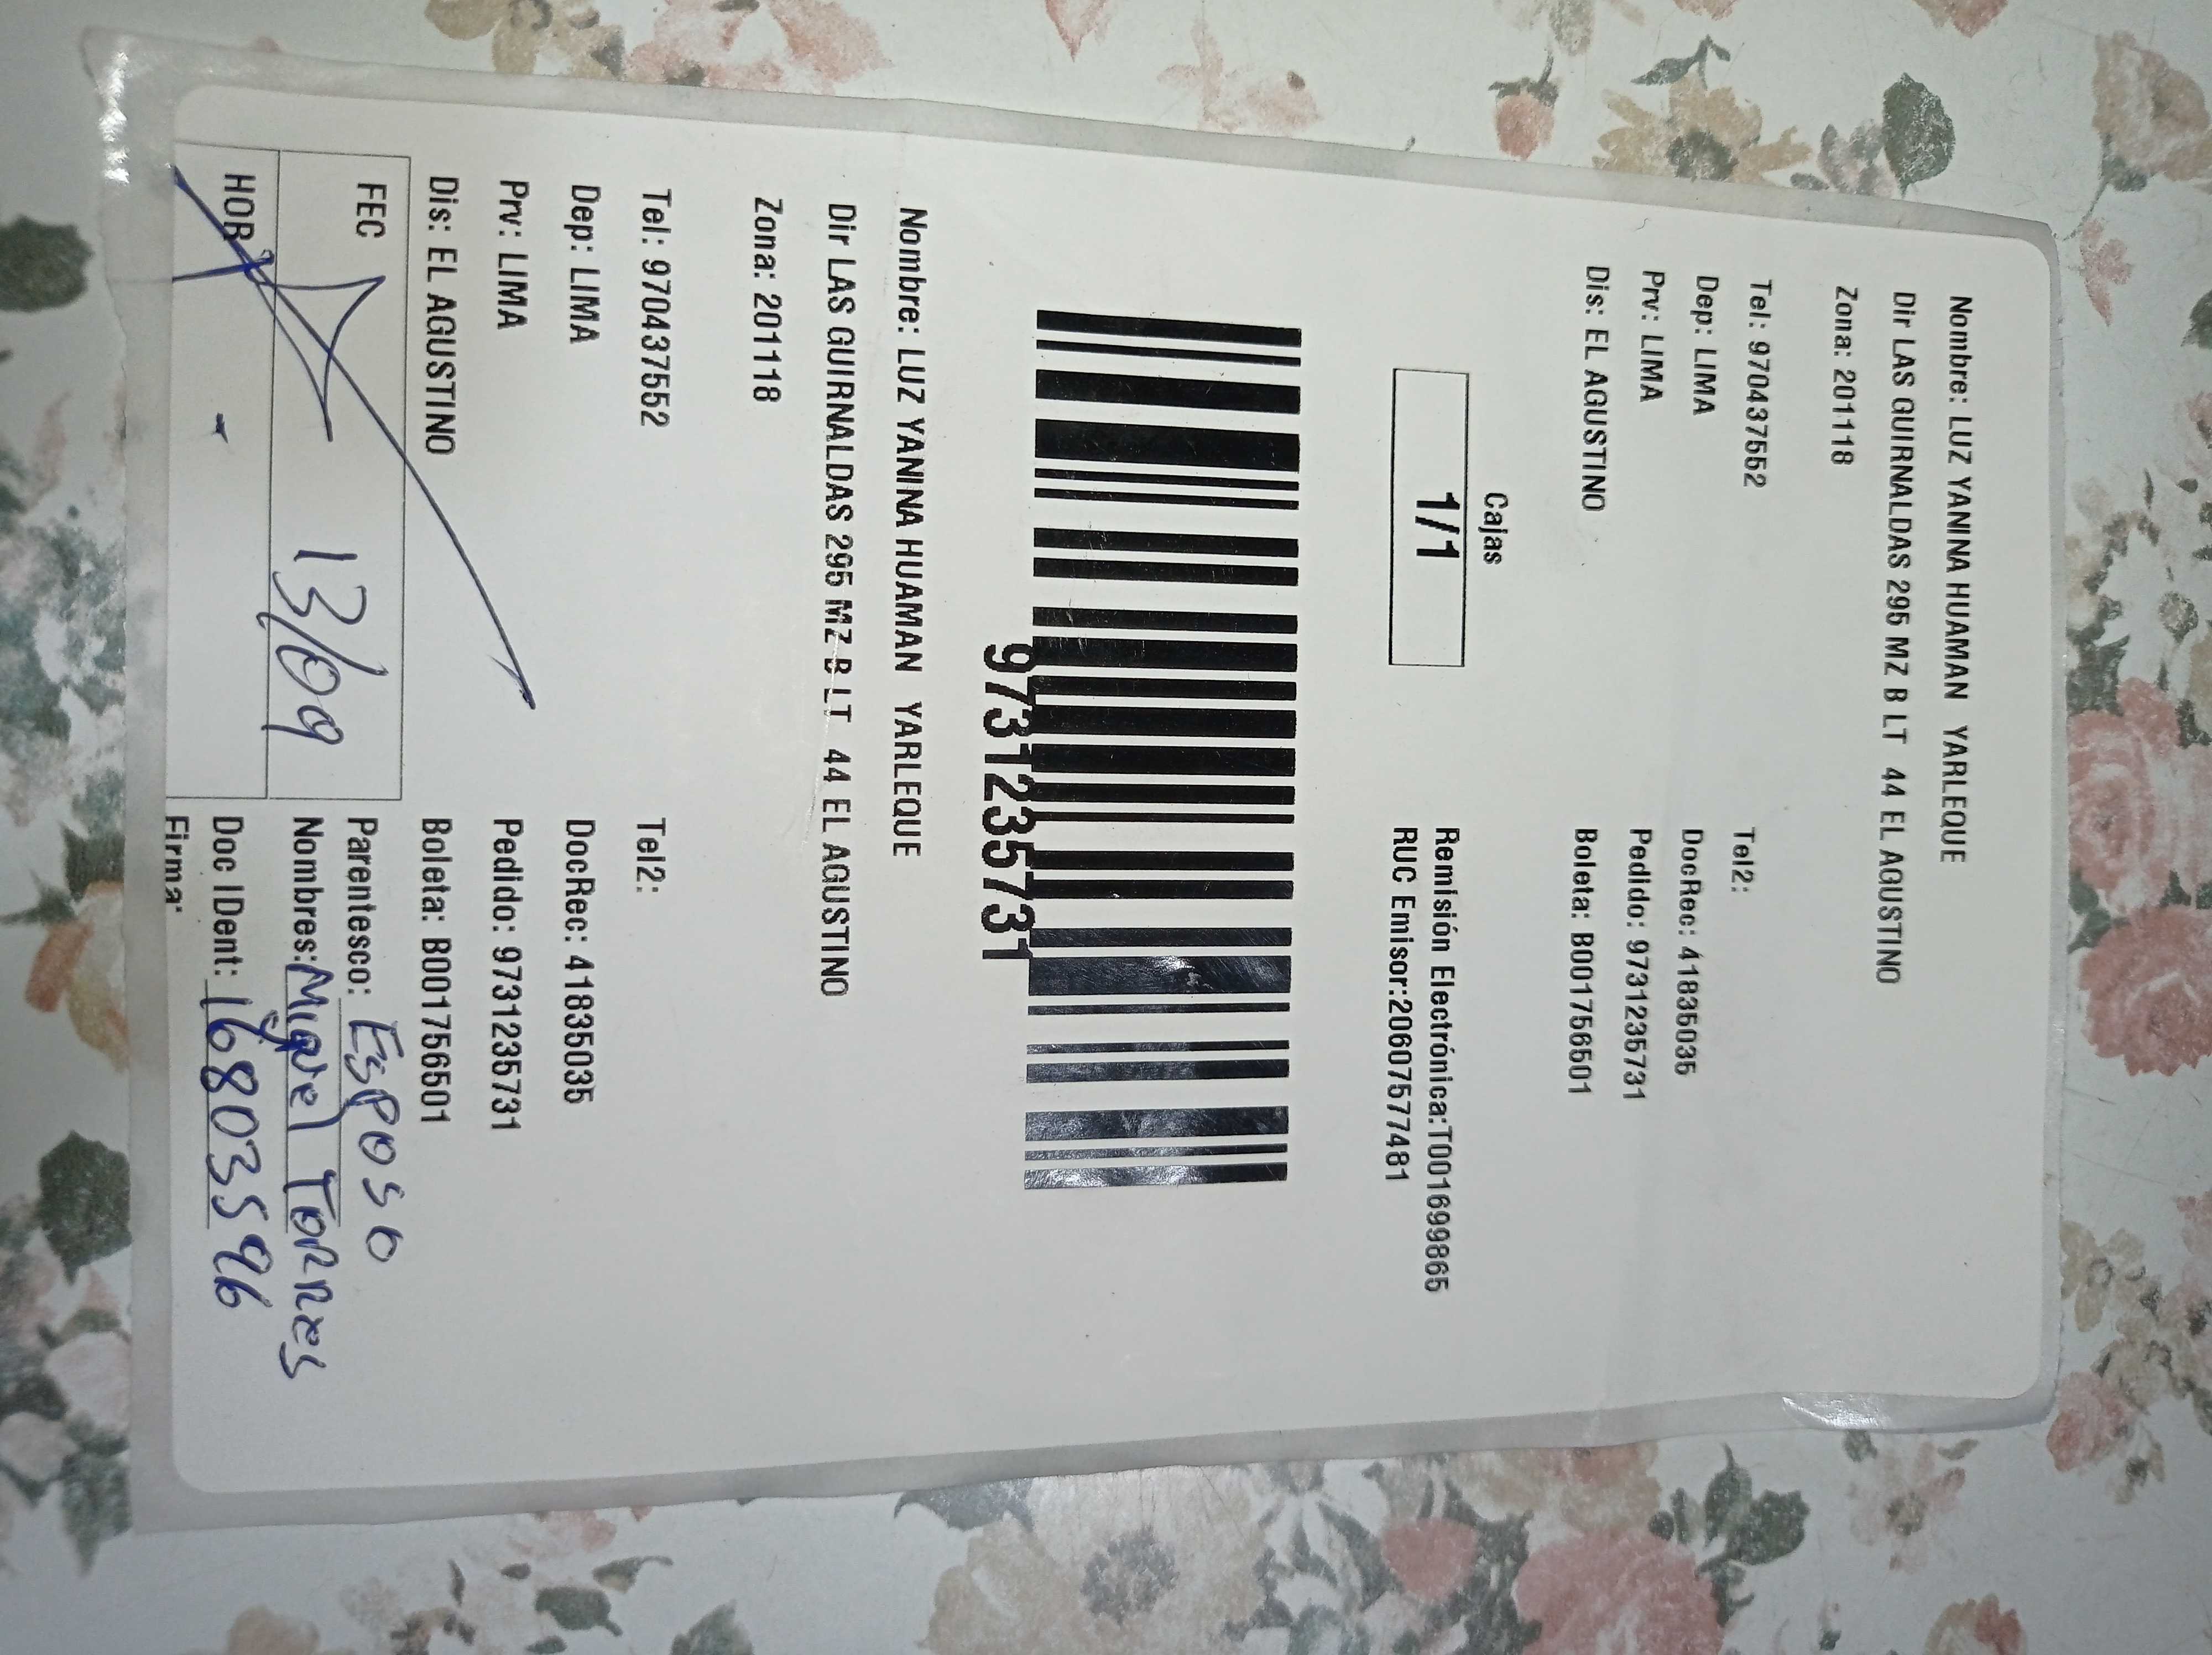 Nombre: LUZ YANINA HUAMAN YARLEQUE
Dir LAS GUIRNALDAS 295 MZ B LT 44 EL AGUSTINO
Zona: 201118
Tel: 970437552 Tel2:
Dep: LIMA DocRec: 41835035
Prv: LIMA Pedido: 9731235731
Dis: EL AGUSTINO Boleta: B001756501
Cajas
1/1
Remisión Electrónica:T001699865
RUC Emisor:20607577481
9731235731
Nombre: LUZ YANINA HUAMAN YARLEQUE
Dir LAS GUIRNALDAS 295 MZ B LT 44 EL AGUSTINO
Zona: 201118
Tel: 970437552 Tel2:
Dep: LIMA DocRec: 41835035
Prv: LIMA Pedido: 9731235731
Dis: EL AGUSTINO Boleta: B001756501
FEC 13/09 Parentesco: Esposo
Nombres: Miguel Torres
HOR Doc IDent: 16803596
Firma: